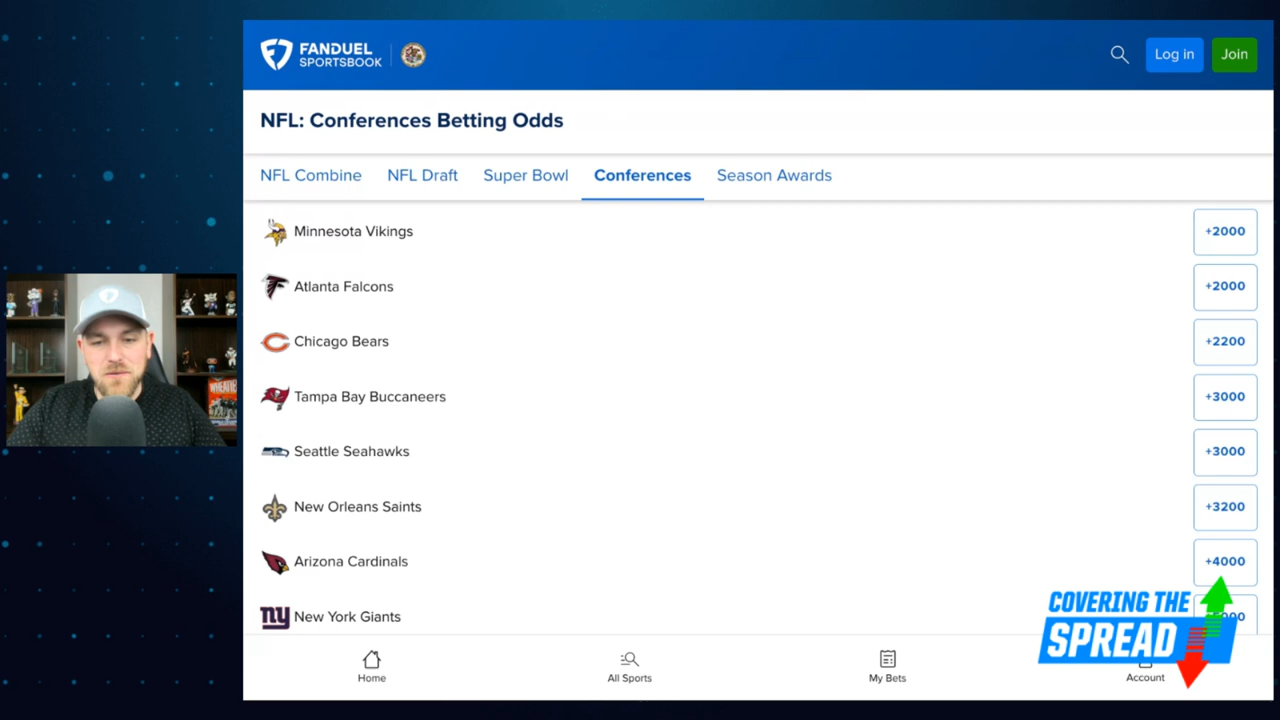 FANDUEL
SPORTSBOOK
Log in
Join
NFL: Conferences Betting Odds
NFL Combine
NFL Draft
Super Bowl
Conferences
Season Awards
Minnesota Vikings
+2000
Atlanta Falcons
+2000
Chicago Bears
+2200
Tampa Bay Buccaneers
+3000
Seattle Seahawks
+3000
New Orleans Saints
+3200
Arizona Cardinals
+4000
ny New York Giants
COVERING THE
SPREAD
Home
All Sports
My Bets
Account
WHEATIES